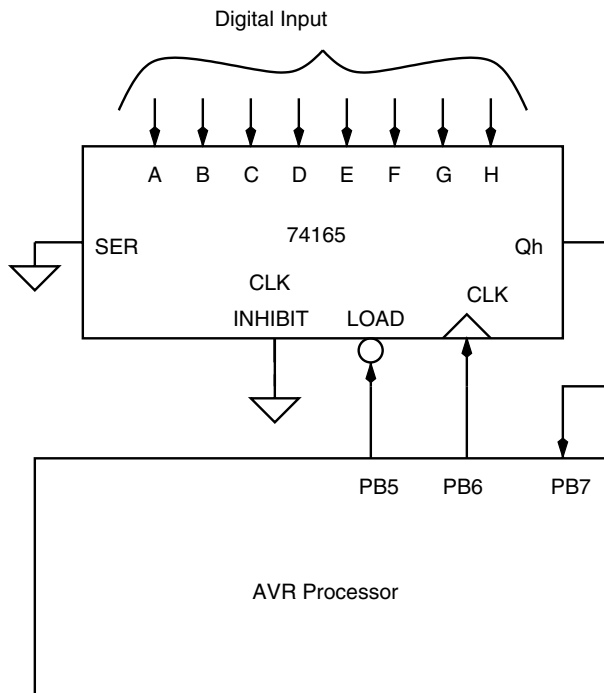 Digital Input
A B C D E F G H
74165
SER
Qh
CLK
CLK
INHIBIT
LOAD
PB5
PB6
PB7
AVR Processor